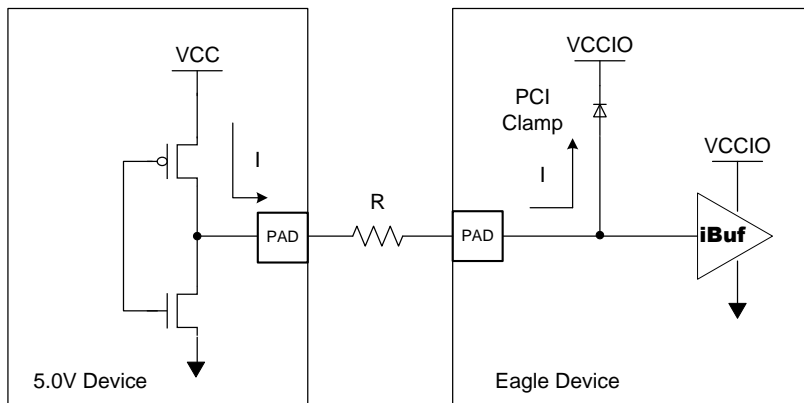 VCC
I
PAD
5.0V Device
R
VCCIO
PCI
Clamp
I
VCCIO
PAD
iBuf
Eagle Device